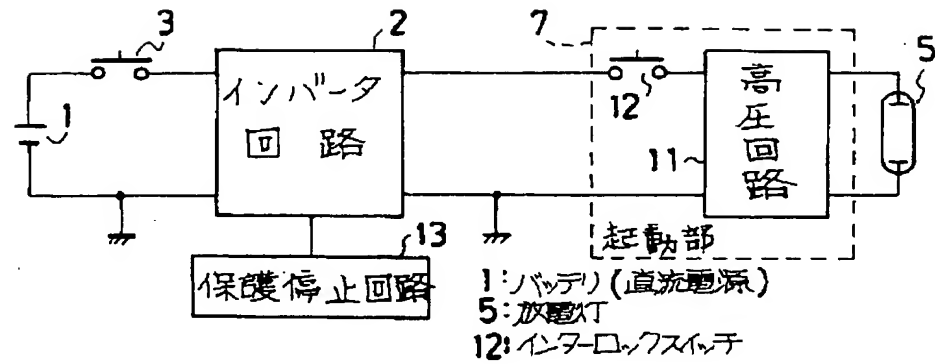 3
2
7
5
1
インバータ
回路
12
高圧回路
11
起動部
13
保護停止回路
1:バッテリ(直流電源)
5:放電灯
12:インターロックスイッチ